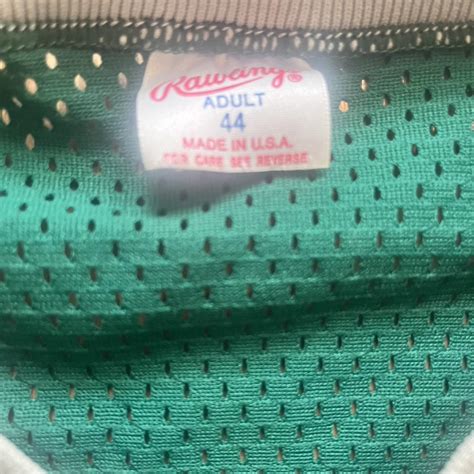 Rawlings®
ADULT
44
MADE IN U.S.A.
FOR CARE SEE REVERSE